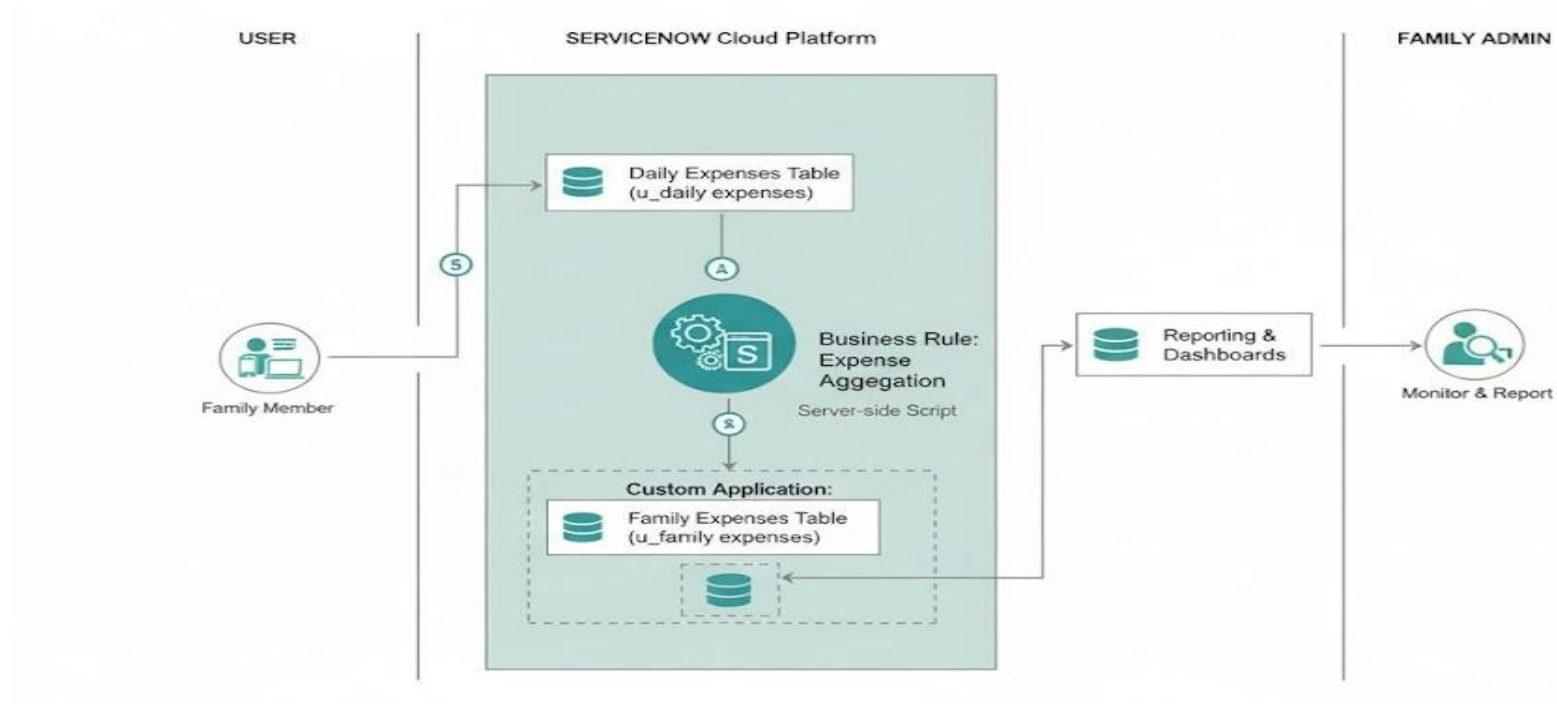 USER
SERVICENOW Cloud Platform
FAMILY ADMIN
Daily Expenses Table
(u_daily expenses)
S
A
S
Business Rule:
Expense
Aggegation
Server-side Script
Reporting &
Dashboards
Family Member
Monitor & Report
Custom Application:
Family Expenses Table
(u_family expenses)